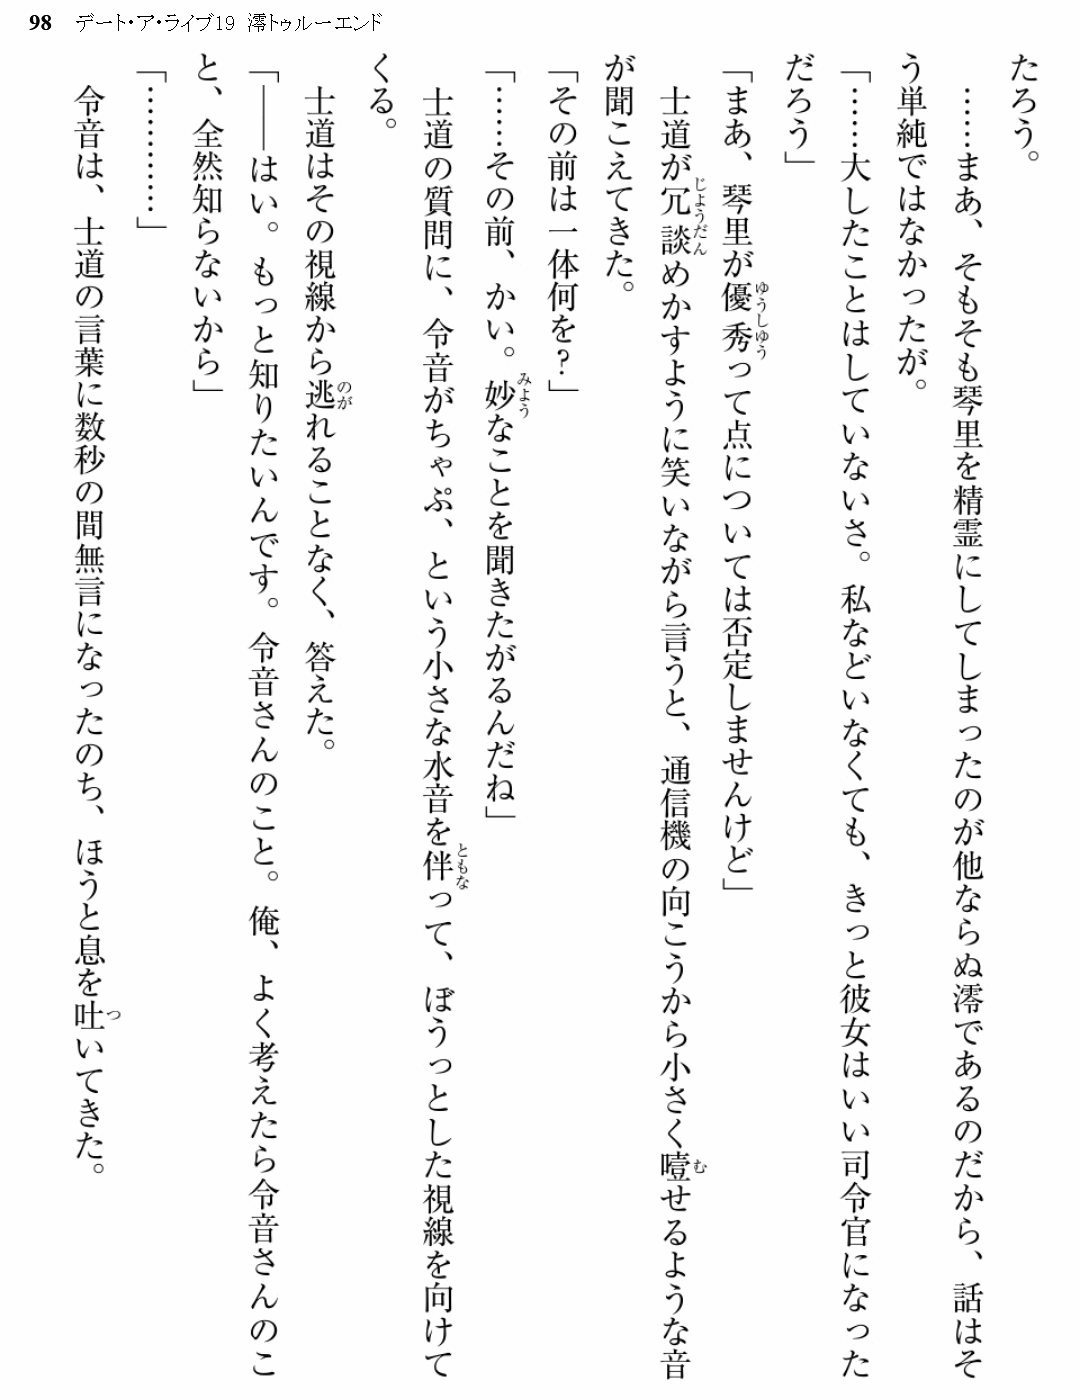 98 デート・ア・ライブ19 澪トゥルーエンド
たろう。
……まあ、そもそも琴里を精霊にしてしまったのが他ならぬ澪であるのだから、話はそ
う単純ではなかったが。
「……大したことはしていないさ。私などいなくても、きっと彼女はいい司令官になった
だろう」
「まあ、琴里が優秀って点については否定しませんけど」
士道が冗談めかすように笑いながら言うと、通信機の向こうから小さく噎せるような音
が聞こえてきた。
「その前は一体何を？」
「……その前、かい。妙なことを聞きたがるんだね」
士道の質問に、令音がちゃぷ、という小さな水音を伴って、ぼうっとした視線を向けて
くる。
士道はその視線から逃れることなく、答えた。
「――はい。もっと知りたいんです。令音さんのこと。俺、よく考えたら令音さんのこ
と、全然知らないから」
「…………」
令音は、士道の言葉に数秒の間無言になったのち、ほうと息を吐いてきた。